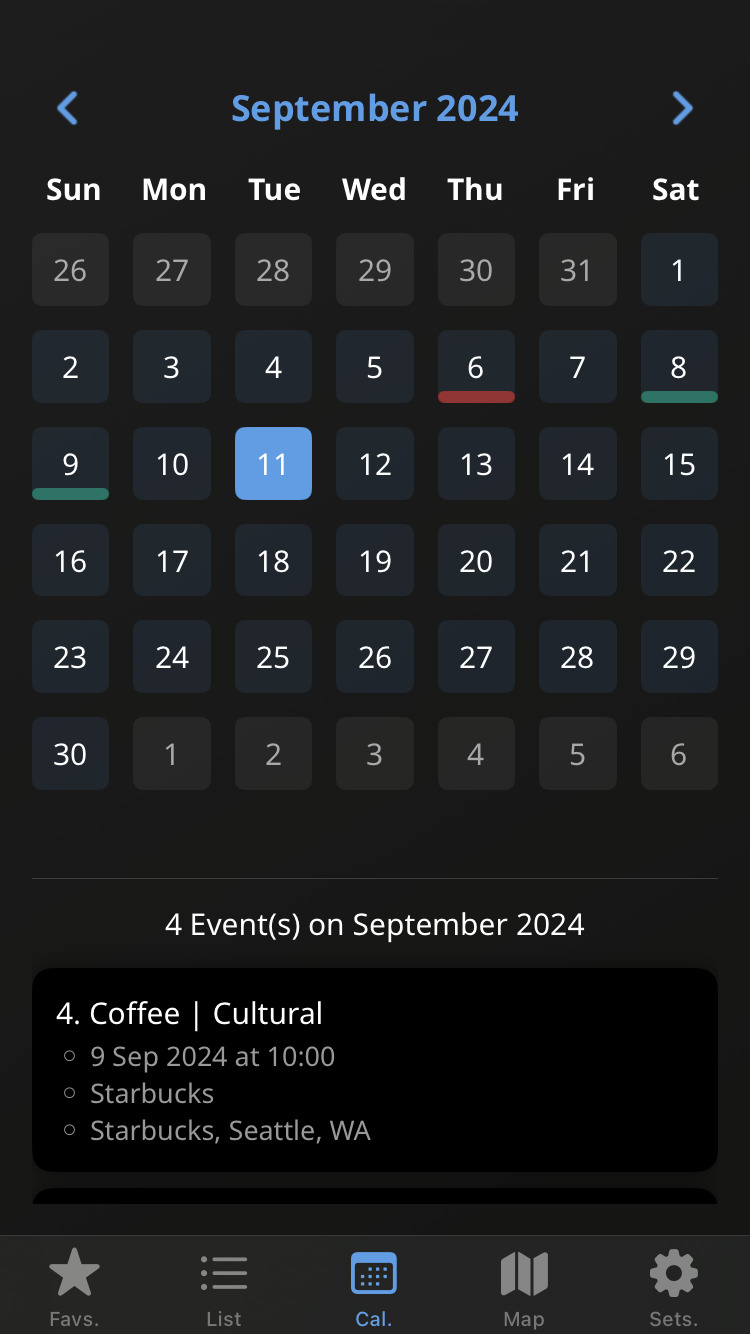 September 2024
Sun Mon Tue Wed Thu Fri Sat
26 27 28 29 30 31 1
2 3 4 5 6 7 8
9 10 11 12 13 14 15
16 17 18 19 20 21 22
23 24 25 26 27 28 29
30 1 2 3 4 5 6
4 Event(s) on September 2024
4. Coffee | Cultural
9 Sep 2024 at 10:00
Starbucks
Starbucks, Seattle, WA
Favs. List Cal. Map Sets.